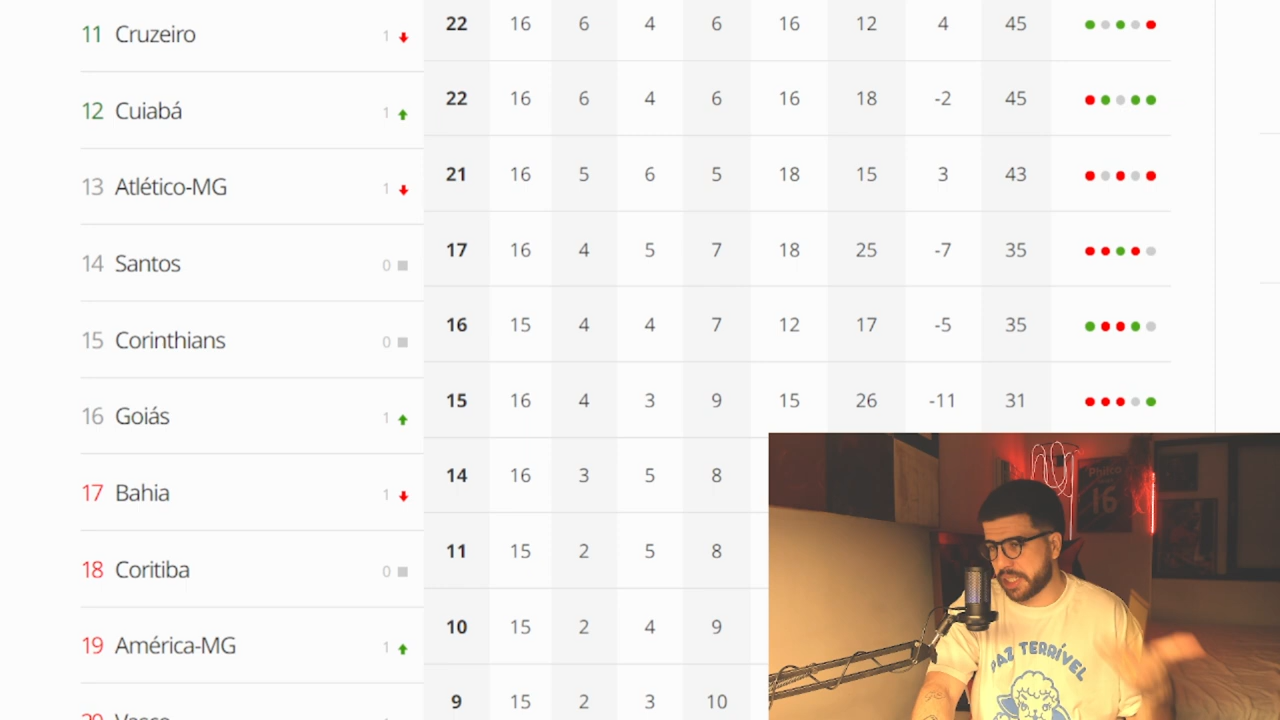 11 Cruzeiro 1 22 16 6 4 6 16 12 4 45
12 Cuiabá 1 22 16 6 4 6 16 18 -2 45
13 Atlético-MG 1 21 16 5 6 5 18 15 3 43
14 Santos 0 17 16 4 5 7 18 25 -7 35
15 Corinthians 0 16 15 4 4 7 12 17 -5 35
16 Goiás 1 15 16 4 3 9 15 26 -11 31
17 Bahia 1 14 16 3 5 8
18 Coritiba 0 11 15 2 5 8
19 América-MG 1 10 15 2 4 9
20 Vasco 9 15 2 3 10
Philco
16
PAZ TERRÍVEL